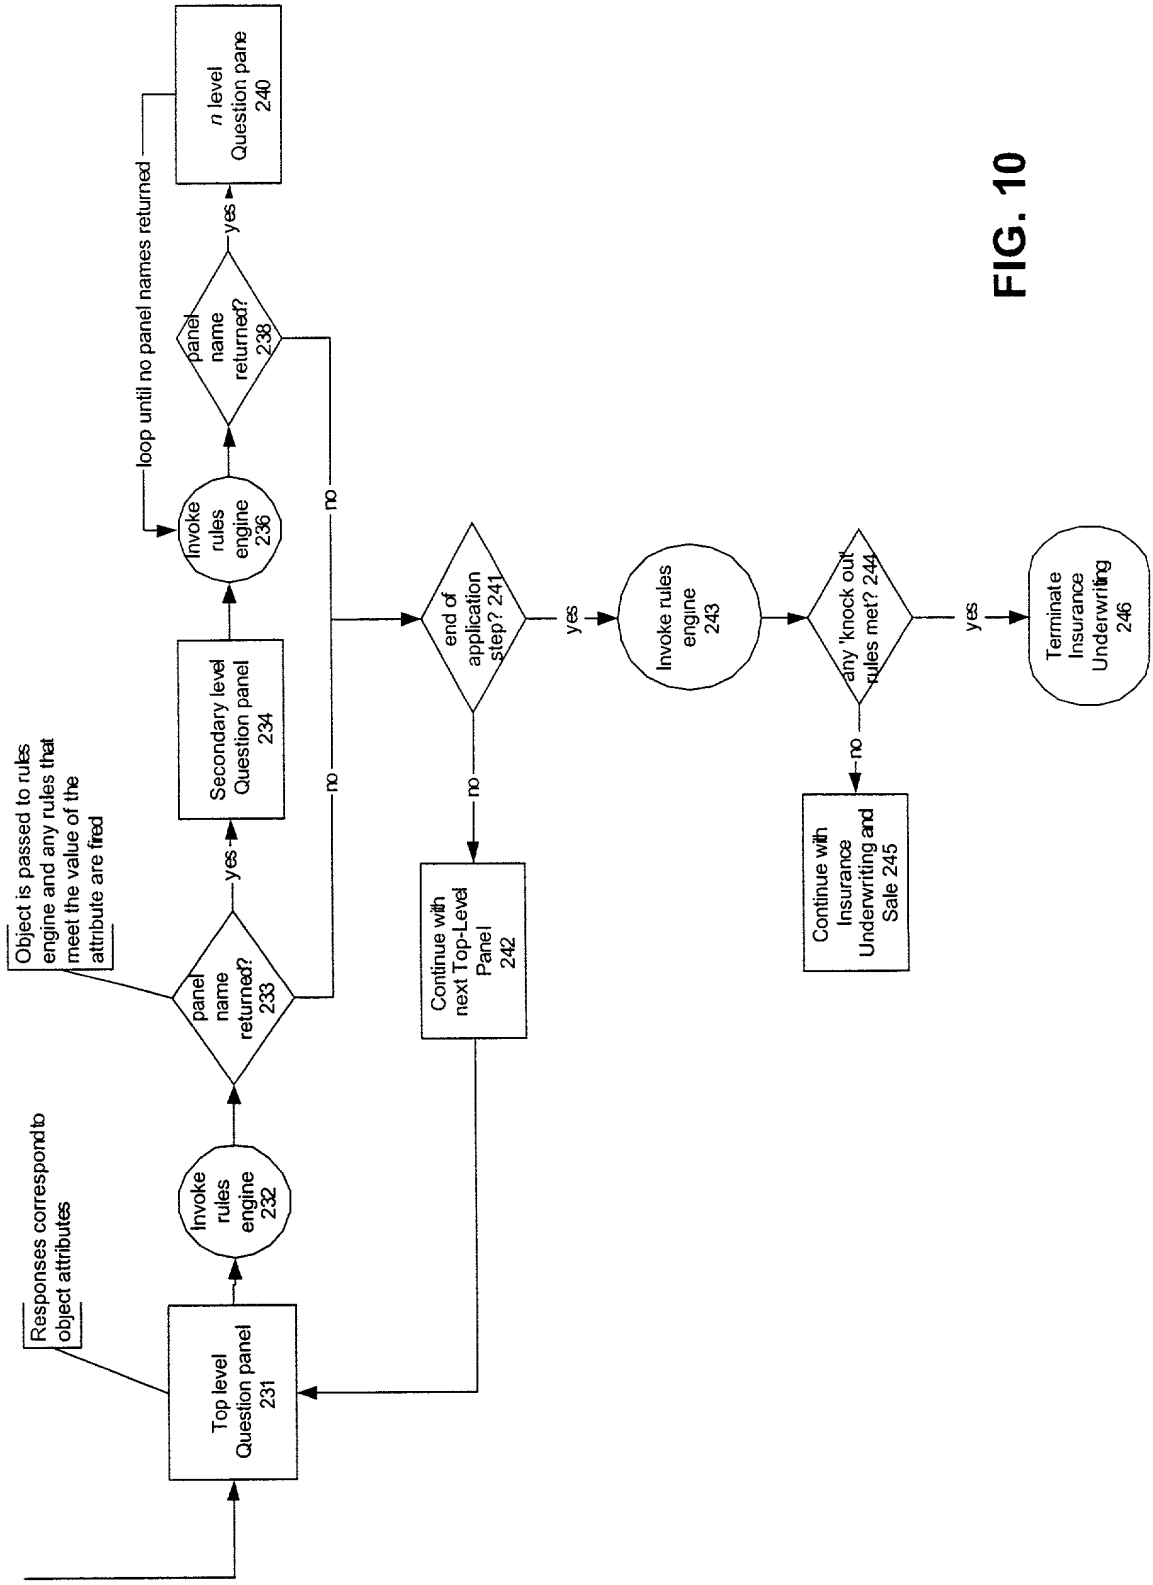 Responses correspond to
object attributes
Object is passed to rules
engine and any rules that
meet the value of the
attribute are fired
loop until no panel names returned
Top level
Question panel
231
Invoke
rules
engine
232
panel
name
returned?
233
yes
Secondary level
Question panel
234
Invoke
rules
engine
236
panel
name
returned?
238
yes
n level
Question pane
240
no
no
Continue with
next Top-Level
Panel
242
no
end of
application
step? 241
yes
Invoke rules
engine
243
Continue with
Insurance
Underwriting and
Sale 245
no
any 'knock out'
rules met? 244
yes
Terminate
Insurance
Underwriting
246
FIG. 10